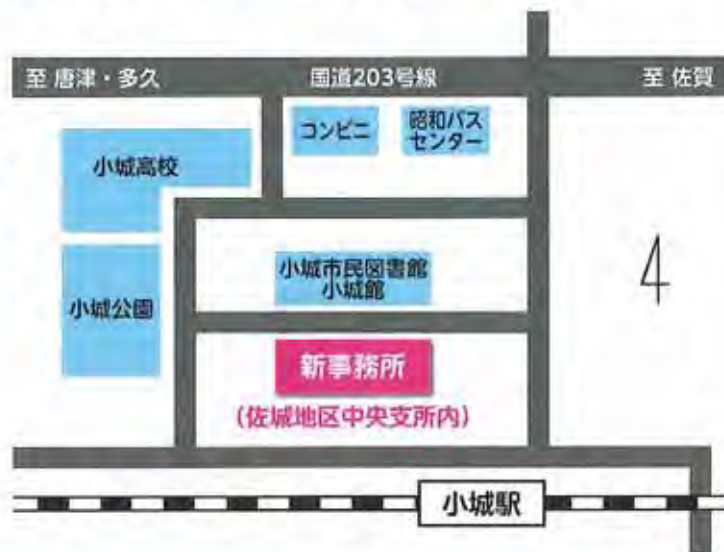 至 唐津・多久
国道203号線
至 佐賀
コンビニ
昭和バス
センター
小城高校
小城市民図書館
小城館
小城公園
新事務所
(佐城地区中央支所内)
小城駅